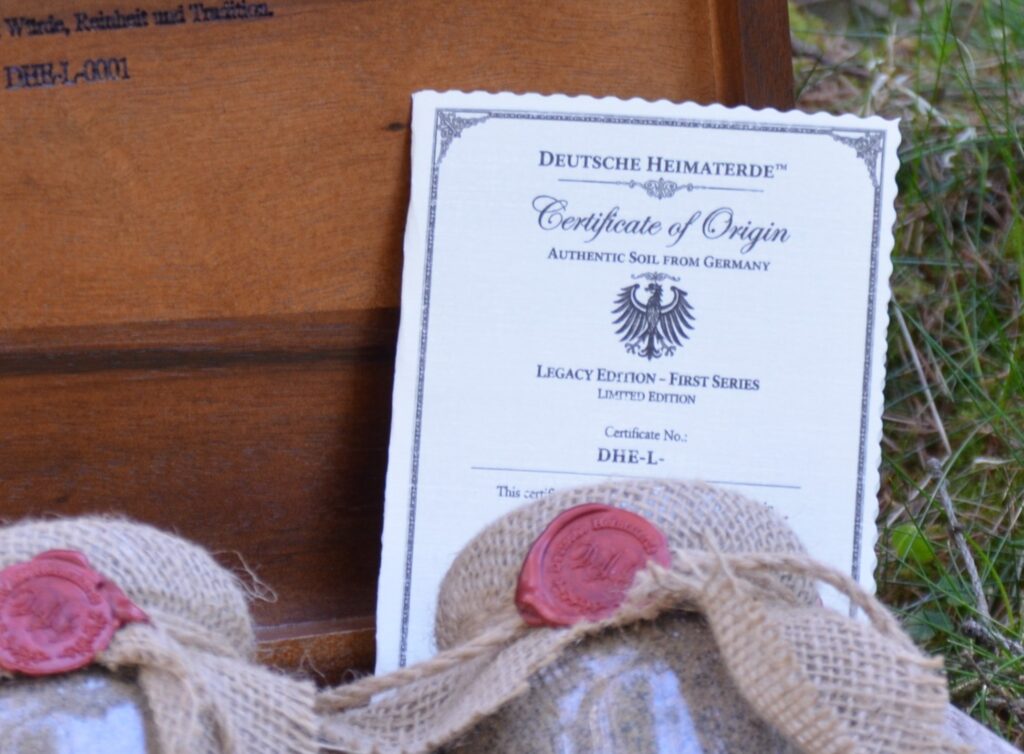 Würde, Reinheit und Tradition.
DHE-L-0001
DEUTSCHE HEIMATERDE™
Certificate of Origin
AUTHENTIC SOIL FROM GERMANY
LEGACY EDITION – FIRST SERIES
LIMITED EDITION
Certificate No.:
DHE-L-
This